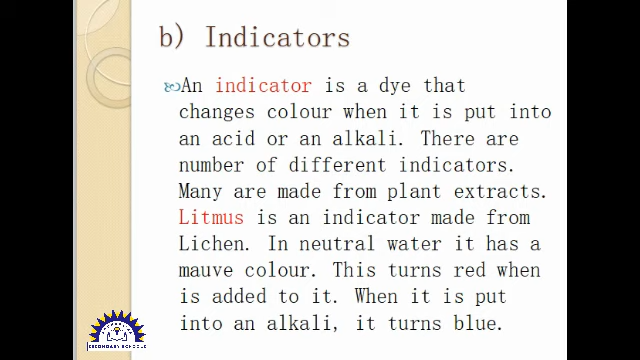 b) Indicators
An indicator is a dye that
changes colour when it is put into
an acid or an alkali. There are
number of different indicators.
Many are made from plant extracts.
Litmus is an indicator made from
Lichen. In neutral water it has a
mauve colour. This turns red when
is added to it. When it is put
into an alkali, it turns blue.
SECONDARY SCHOOLS